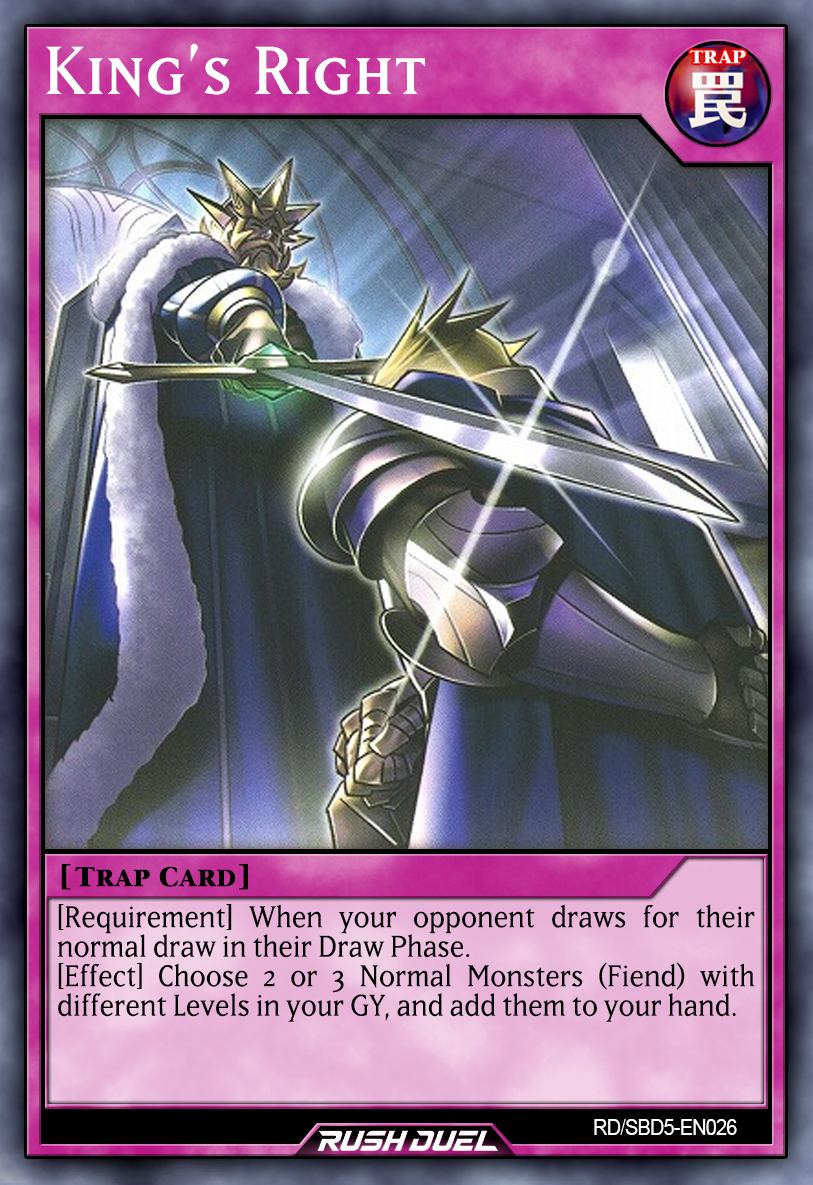 King's Right
TRAP
罠
[Trap Card]
[Requirement] When your opponent draws for their
normal draw in their Draw Phase.
[Effect] Choose 2 or 3 Normal Monsters (Fiend) with
different Levels in your GY, and add them to your hand.
RD/SBD5-EN026
RUSH DUEL